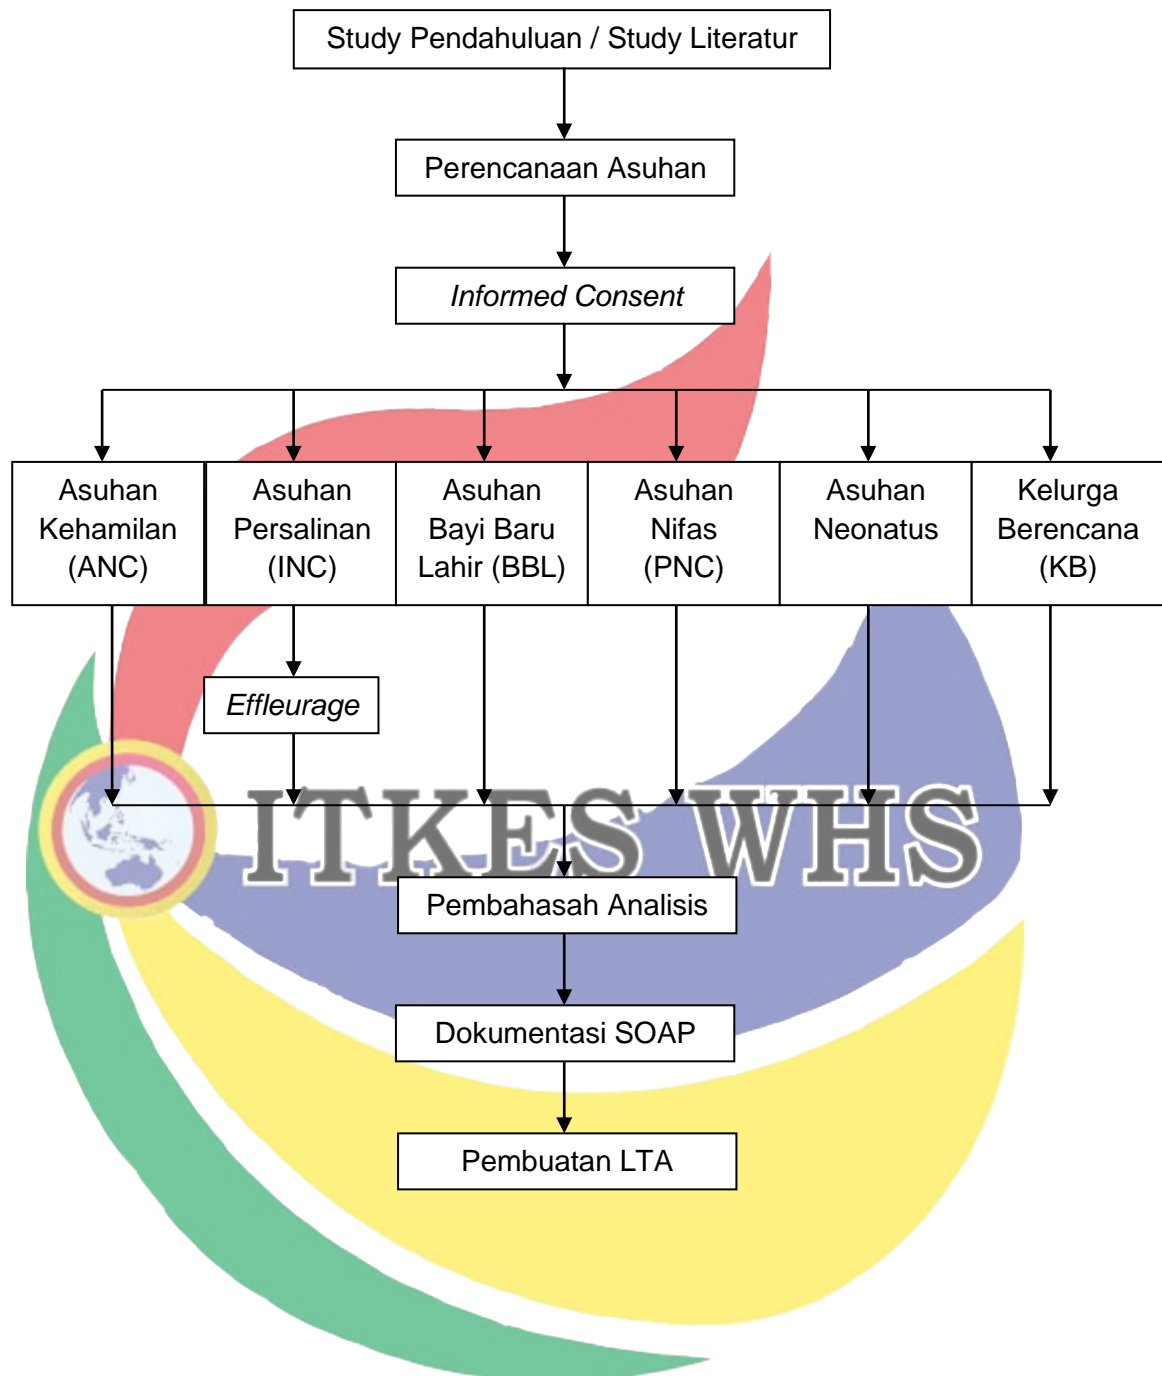 Study Pendahuluan / Study Literatur
Perencanaan Asuhan
Informed Consent
Asuhan
Kehamilan
(ANC)
Asuhan
Persalinan
(INC)
Asuhan
Bayi Baru
Lahir (BBL)
Asuhan
Nifas
(PNC)
Asuhan
Neonatus
Kelurga
Berencana
(KB)
Effleurage
ITKES WHS
Pembahasah Analisis
Dokumentasi SOAP
Pembuatan LTA